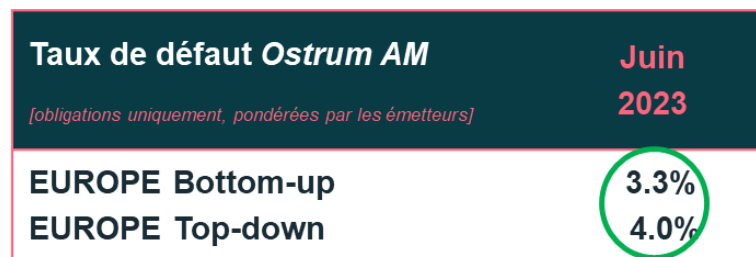 Taux de défaut Ostrum AM
Juin
2023
[obligations uniquement, pondérées par les émetteurs]
EUROPE Bottom-up 3.3%
EUROPE Top-down 4.0%